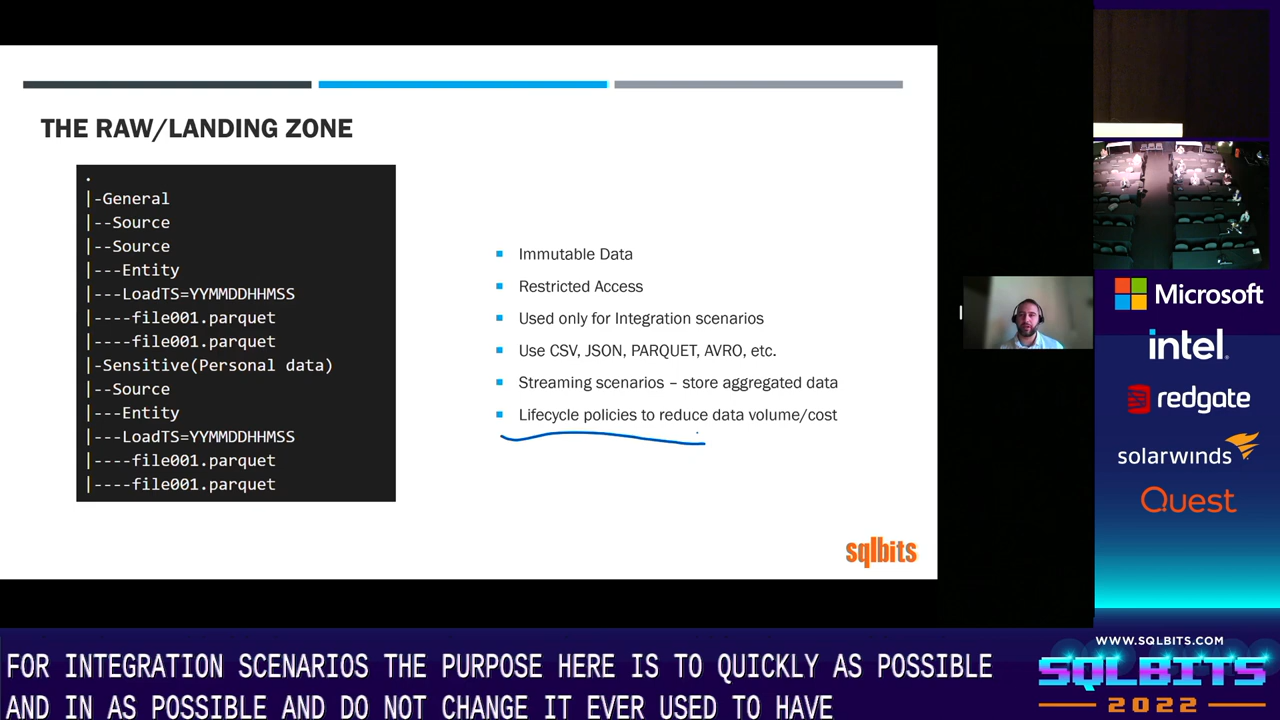 THE RAW/LANDING ZONE
.
|-General
|--Source
|--Source
|---Entity
|---LoadTS=YYMMDDHHMSS
|----file001.parquet
|----file001.parquet
|-Sensitive(Personal data)
|--Source
|---Entity
|---LoadTS=YYMMDDHHMSS
|----file001.parquet
|----file001.parquet
Immutable Data
Restricted Access
Used only for Integration scenarios
Use CSV, JSON, PARQUET, AVRO, etc.
Streaming scenarios – store aggregated data
Lifecycle policies to reduce data volume/cost
sqlbits
Microsoft
intel.
redgate
solarwinds
Quest
WWW.SQLBITS.COM
SQLBITS
2022
FOR INTEGRATION SCENARIOS THE PURPOSE HERE IS TO QUICKLY AS POSSIBLE
AND IN AS POSSIBLE AND DO NOT CHANGE IT EVER USED TO HAVE